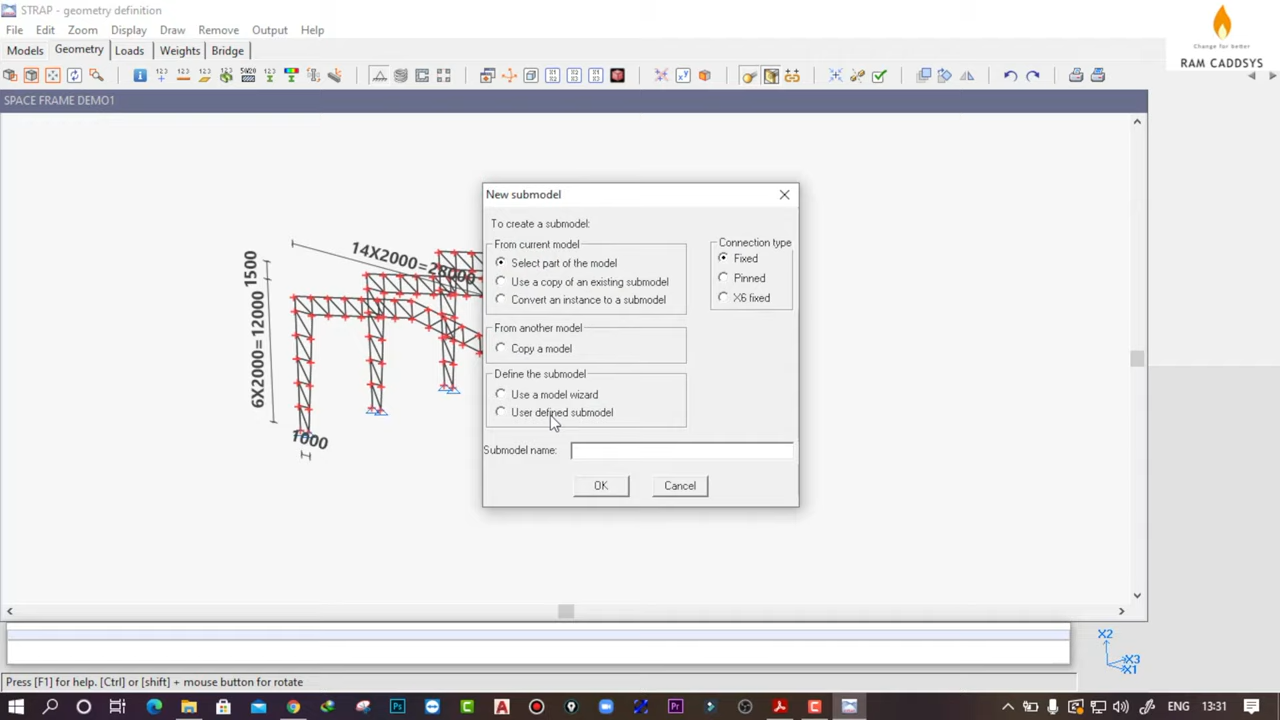 STRAP - geometry definition
File Edit Zoom Display Draw Remove Output Help
Change for better
RAM CADDSYS
Models Geometry Loads Weights Bridge
SPACE FRAME DEMO1
New submodel
To create a submodel:
From current model
Select part of the model
Use a copy of an existing submodel
Convert an instance to a submodel
Connection type
Fixed
Pinned
X6 fixed
From another model
Copy a model
Define the submodel
Use a model wizard
User defined submodel
Submodel name:
OK Cancel
14X2000=28000
1500
6X2000=12000
1000
X2
X3
X1
Press [F1] for help. [Ctrl] or [shift] + mouse button for rotate
ENG 13:31